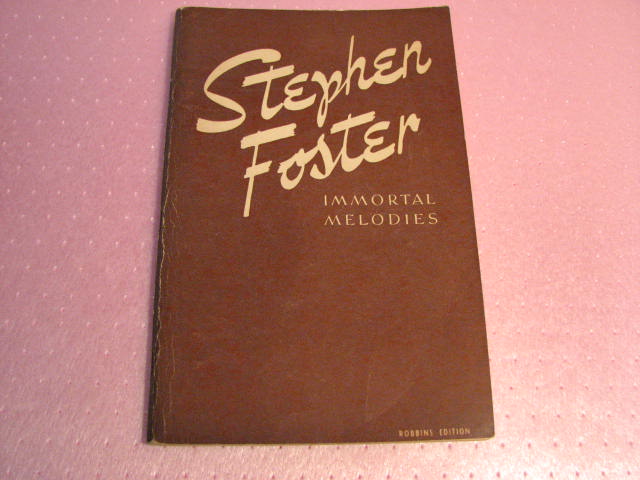 Stephen
Foster
IMMORTAL
MELODIES
ROBBINS EDITION